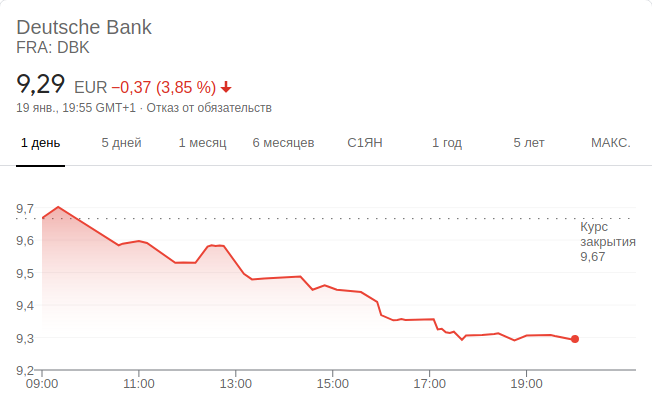 Deutsche Bank
FRA: DBK
9,29 EUR −0,37 (3,85 %)
19 янв., 19:55 GMT+1 · Отказ от обязательств
1 день 5 дней 1 месяц 6 месяцев С1ЯН 1 год 5 лет МАКС.
9,7
Курс
закрытия
9,67
9,6
9,5
9,4
9,3
9,2
09:00 11:00 13:00 15:00 17:00 19:00